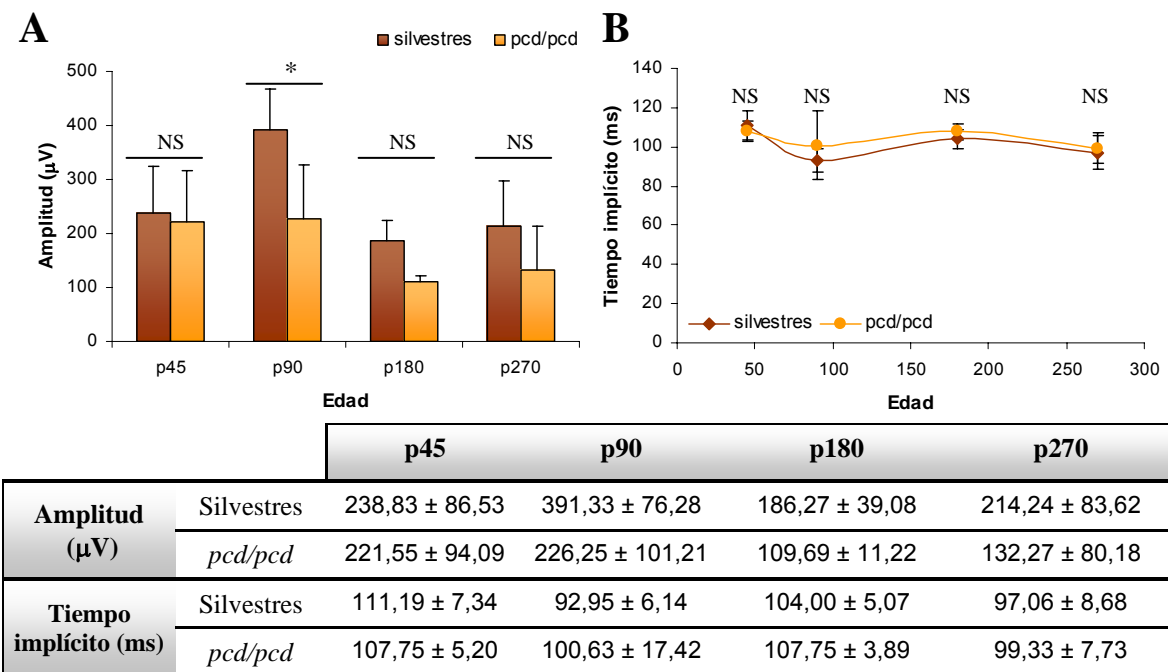 A
silvestres pcd/pcd
500
400
300
200
100
0
Amplitud (μV)
NS
*
NS
NS
p45 p90 p180 p270
Edad
B
140
120
100
80
60
40
20
0
Tiempo implícito (ms)
NS NS NS NS
silvestres pcd/pcd
0 50 100 150 200 250 300
Edad
p45 p90 p180 p270
Amplitud (μV)
Silvestres 238,83 ± 86,53 391,33 ± 76,28 186,27 ± 39,08 214,24 ± 83,62
pcd/pcd 221,55 ± 94,09 226,25 ± 101,21 109,69 ± 11,22 132,27 ± 80,18
Tiempo implícito (ms)
Silvestres 111,19 ± 7,34 92,95 ± 6,14 104,00 ± 5,07 97,06 ± 8,68
pcd/pcd 107,75 ± 5,20 100,63 ± 17,42 107,75 ± 3,89 99,33 ± 7,73